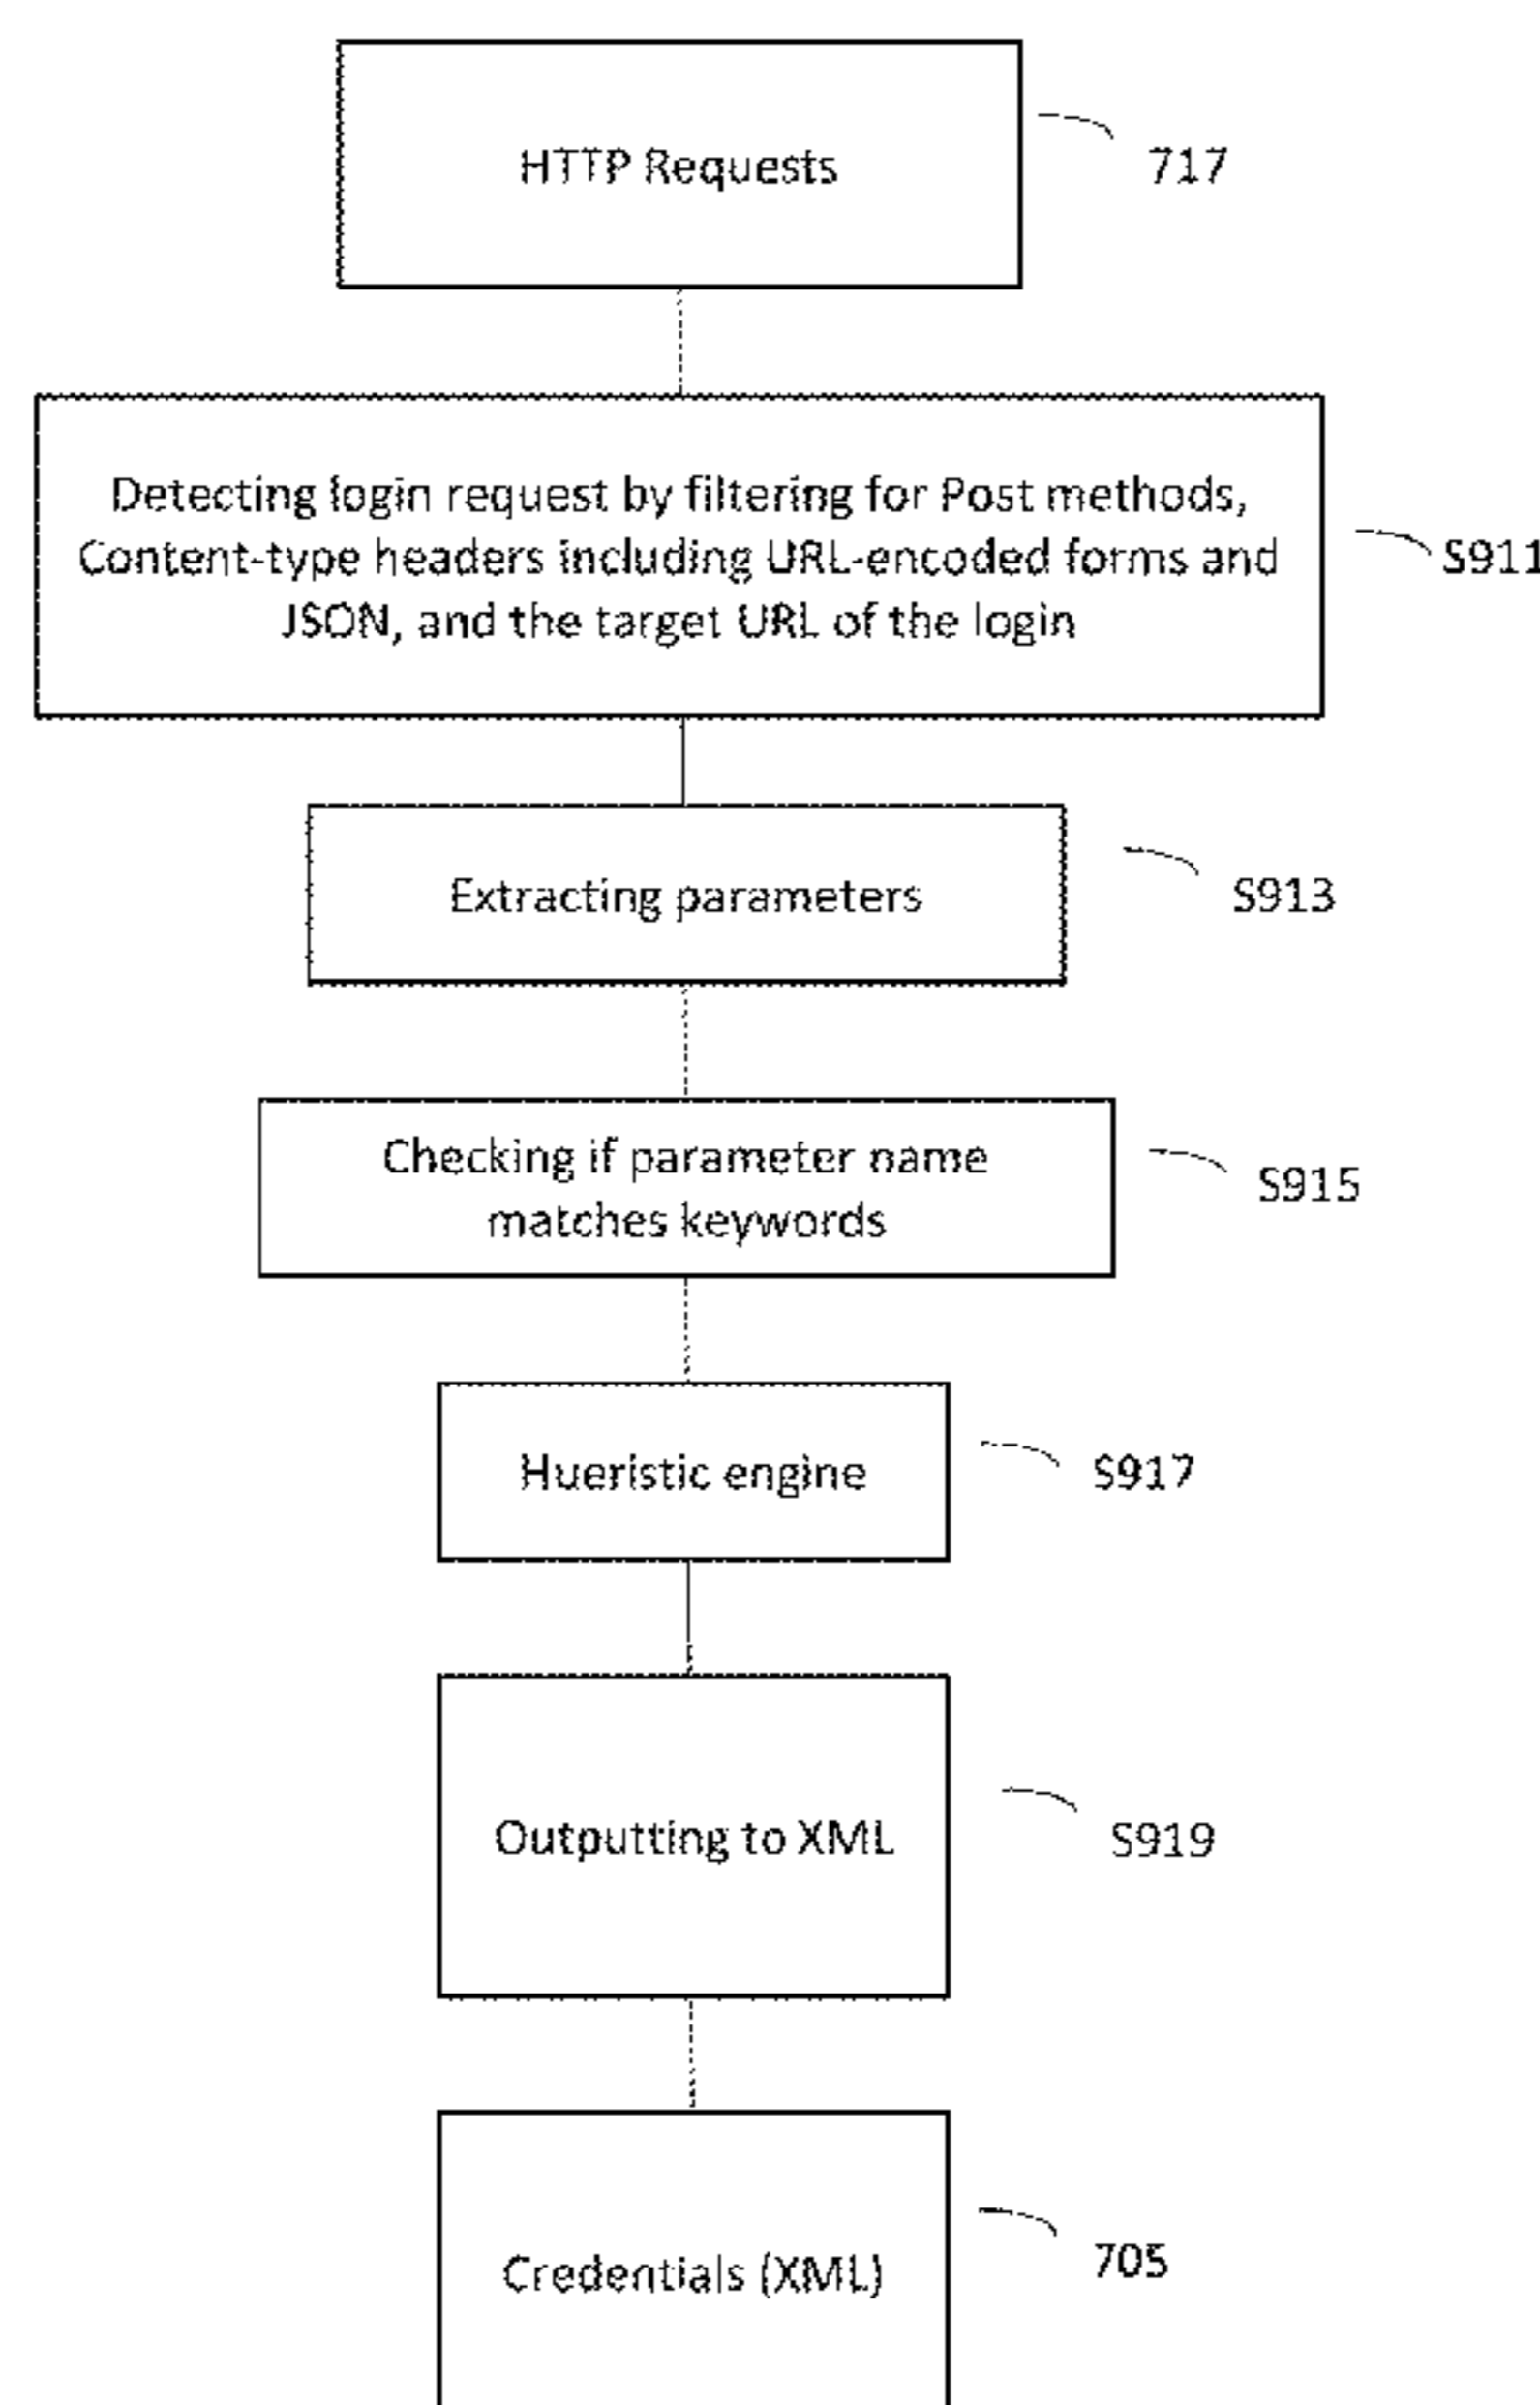 HTTP Requests
717
Detecting login request by filtering for Post methods,
Content-type headers including URL-encoded forms and
JSON, and the target URL of the login
S911
Extracting parameters
S913
Checking if parameter name
matches keywords
S915
Hueristic engine
S917
Outputting to XML
S919
Credentials (XML)
705